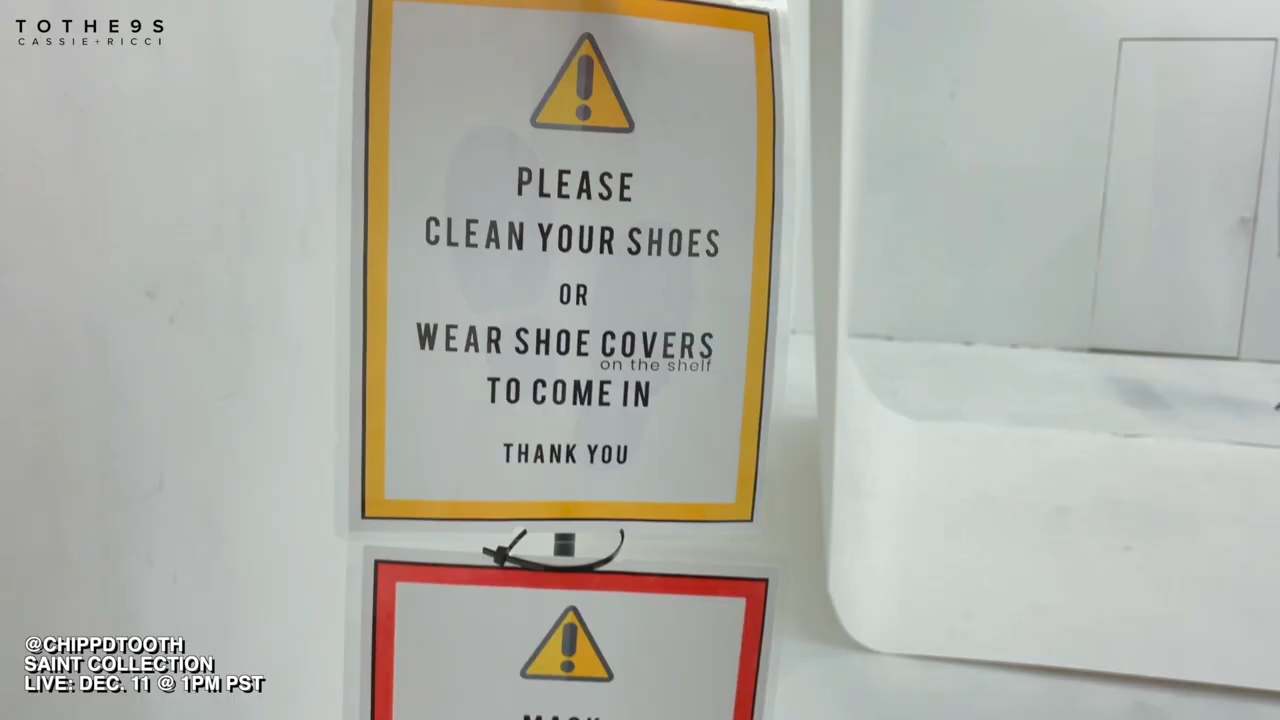 TOTHE9S
CASSIE+RICCI
PLEASE
CLEAN YOUR SHOES
OR
WEAR SHOE COVERS
on the shelf
TO COME IN
THANK YOU
MASK
@CHIPPDTOOTH
SAINT COLLECTION
LIVE: DEC. 11 @ 1PM PST